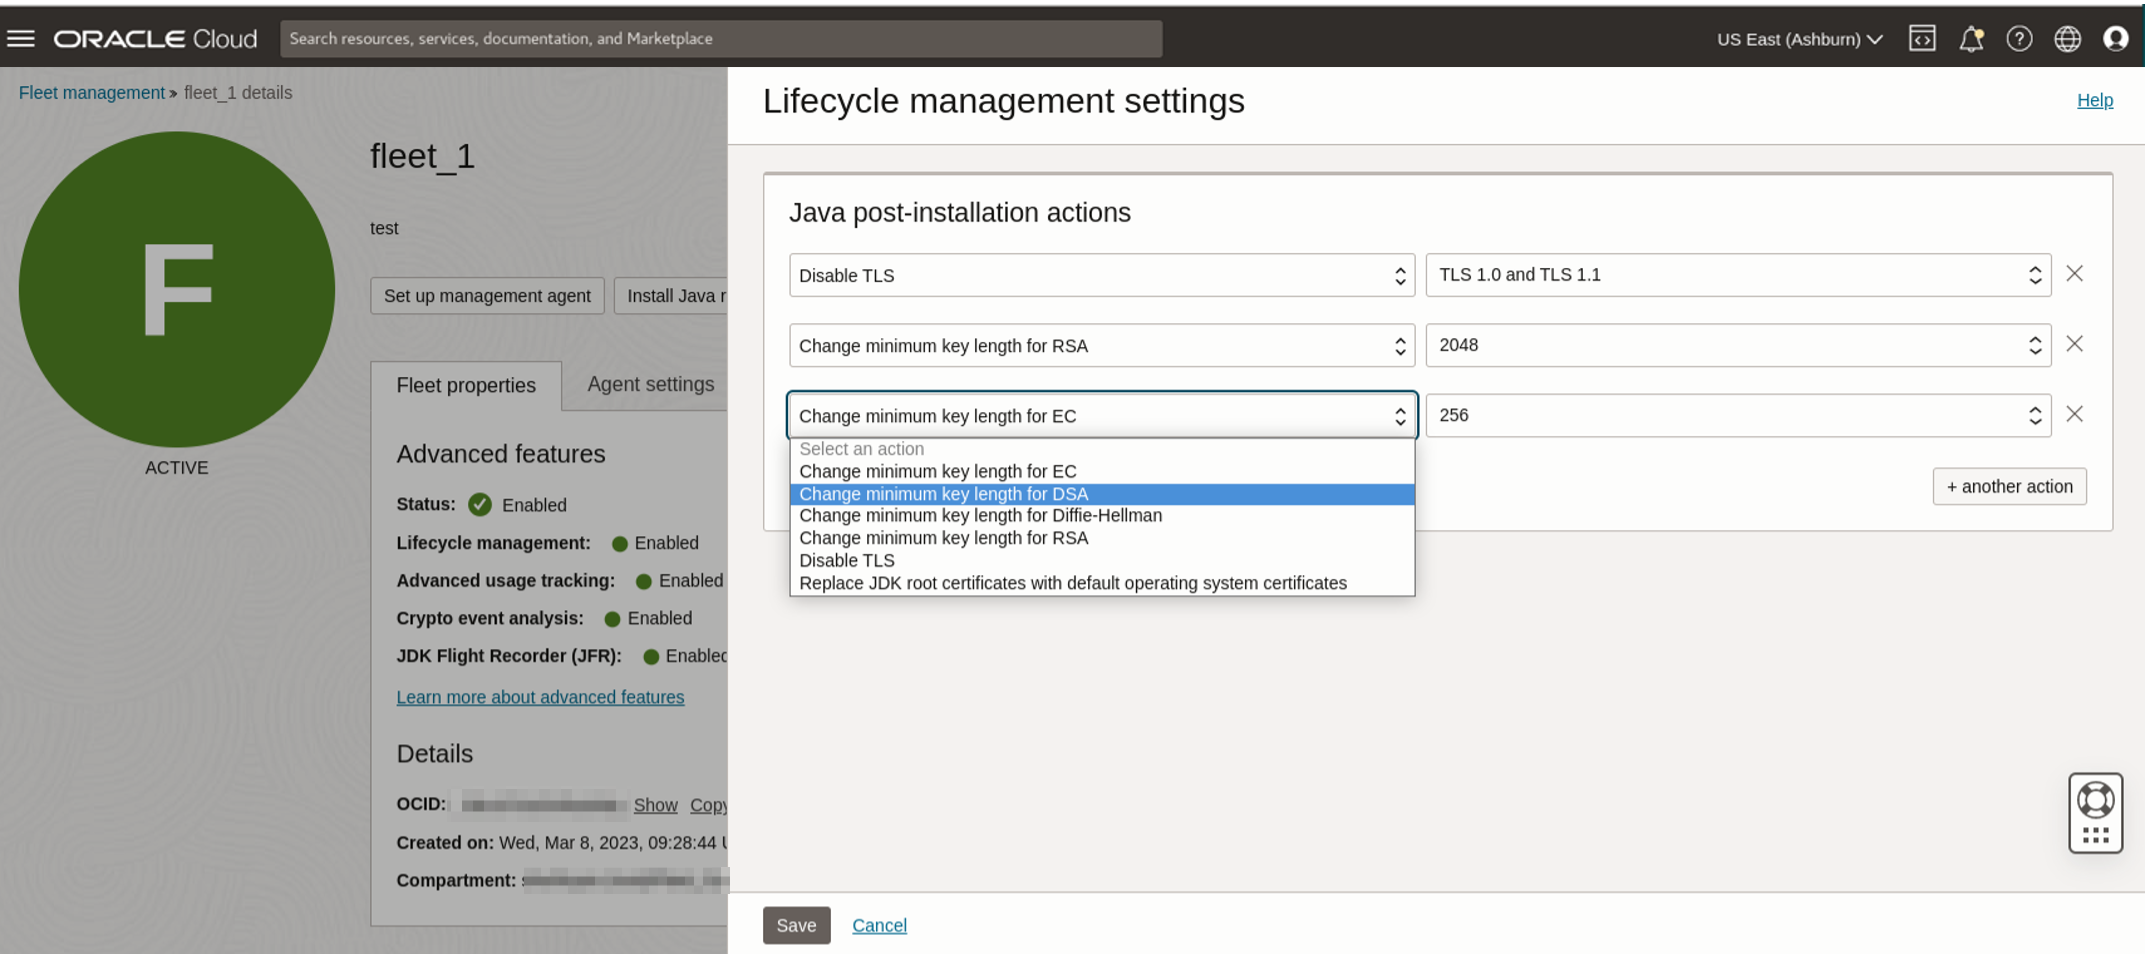 ORACLE Cloud
Search resources, services, documentation, and Marketplace
US East (Ashburn)
Fleet management » fleet_1 details
F
ACTIVE
fleet_1
test
Set up management agent
Install Java r
Fleet properties
Agent settings
Advanced features
Status: Enabled
Lifecycle management: Enabled
Advanced usage tracking: Enabled
Crypto event analysis: Enabled
JDK Flight Recorder (JFR): Enabled
Learn more about advanced features
Details
OCID: Show Copy
Created on: Wed, Mar 8, 2023, 09:28:44 U
Compartment:
Lifecycle management settings
Help
Java post-installation actions
Disable TLS
TLS 1.0 and TLS 1.1
Change minimum key length for RSA
2048
Change minimum key length for EC
256
Select an action
Change minimum key length for EC
Change minimum key length for DSA
Change minimum key length for Diffie-Hellman
Change minimum key length for RSA
Disable TLS
Replace JDK root certificates with default operating system certificates
+ another action
Save
Cancel